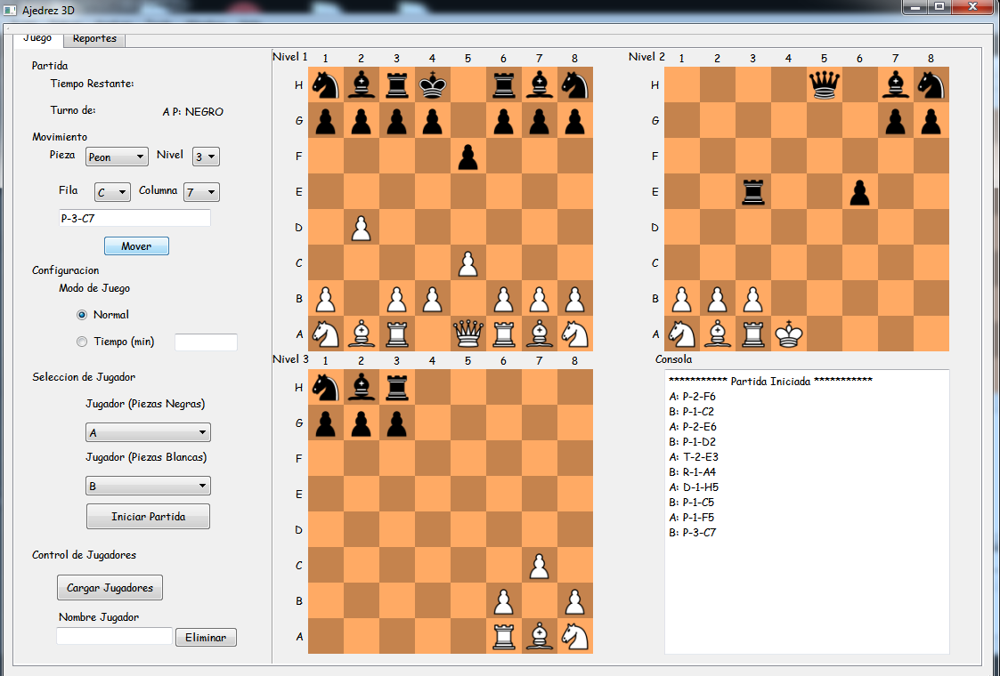 Ajedrez 3D
Juego Reportes
Partida
Tiempo Restante:
Turno de: A P: NEGRO
Movimiento
Pieza Peon Nivel 3
Fila C Columna 7
P-3-C7
Mover
Configuracion
Modo de Juego
Normal
Tiempo (min)
Seleccion de Jugador
Jugador (Piezas Negras)
A
Jugador (Piezas Blancas)
B
Iniciar Partida
Control de Jugadores
Cargar Jugadores
Nombre Jugador
Eliminar
Nivel 1 1 2 3 4 5 6 7 8
H
G
F
E
D
C
B
A
Nivel 2 1 2 3 4 5 6 7 8
H
G
F
E
D
C
B
A
Nivel 3 1 2 3 4 5 6 7 8
H
G
F
E
D
C
B
A
Consola
*********** Partida Iniciada ***********
A: P-2-F6
B: P-1-C2
A: P-2-E6
B: P-1-D2
A: T-2-E3
B: R-1-A4
A: D-1-H5
B: P-1-C5
A: P-1-F5
B: P-3-C7